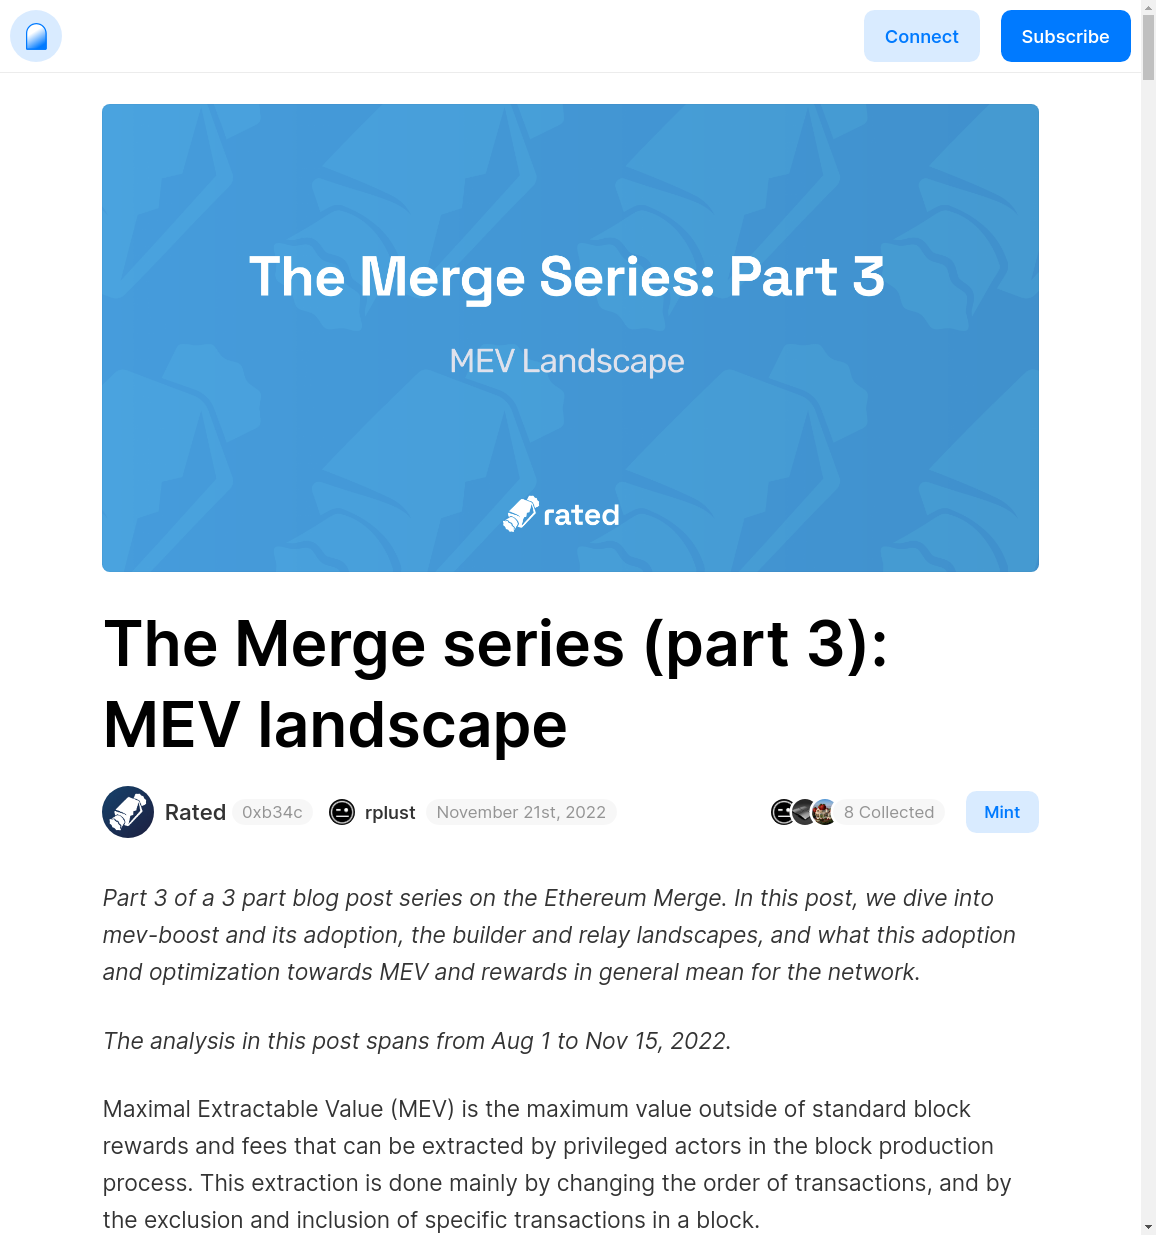 Connect
Subscribe
The Merge Series: Part 3
MEV Landscape
rated
The Merge series (part 3):
MEV landscape
Rated 0xb34c rplust November 21st, 2022 8 Collected Mint
Part 3 of a 3 part blog post series on the Ethereum Merge. In this post, we dive into
mev-boost and its adoption, the builder and relay landscapes, and what this adoption
and optimization towards MEV and rewards in general mean for the network.
The analysis in this post spans from Aug 1 to Nov 15, 2022.
Maximal Extractable Value (MEV) is the maximum value outside of standard block
rewards and fees that can be extracted by privileged actors in the block production
process. This extraction is done mainly by changing the order of transactions, and by
the exclusion and inclusion of specific transactions in a block.